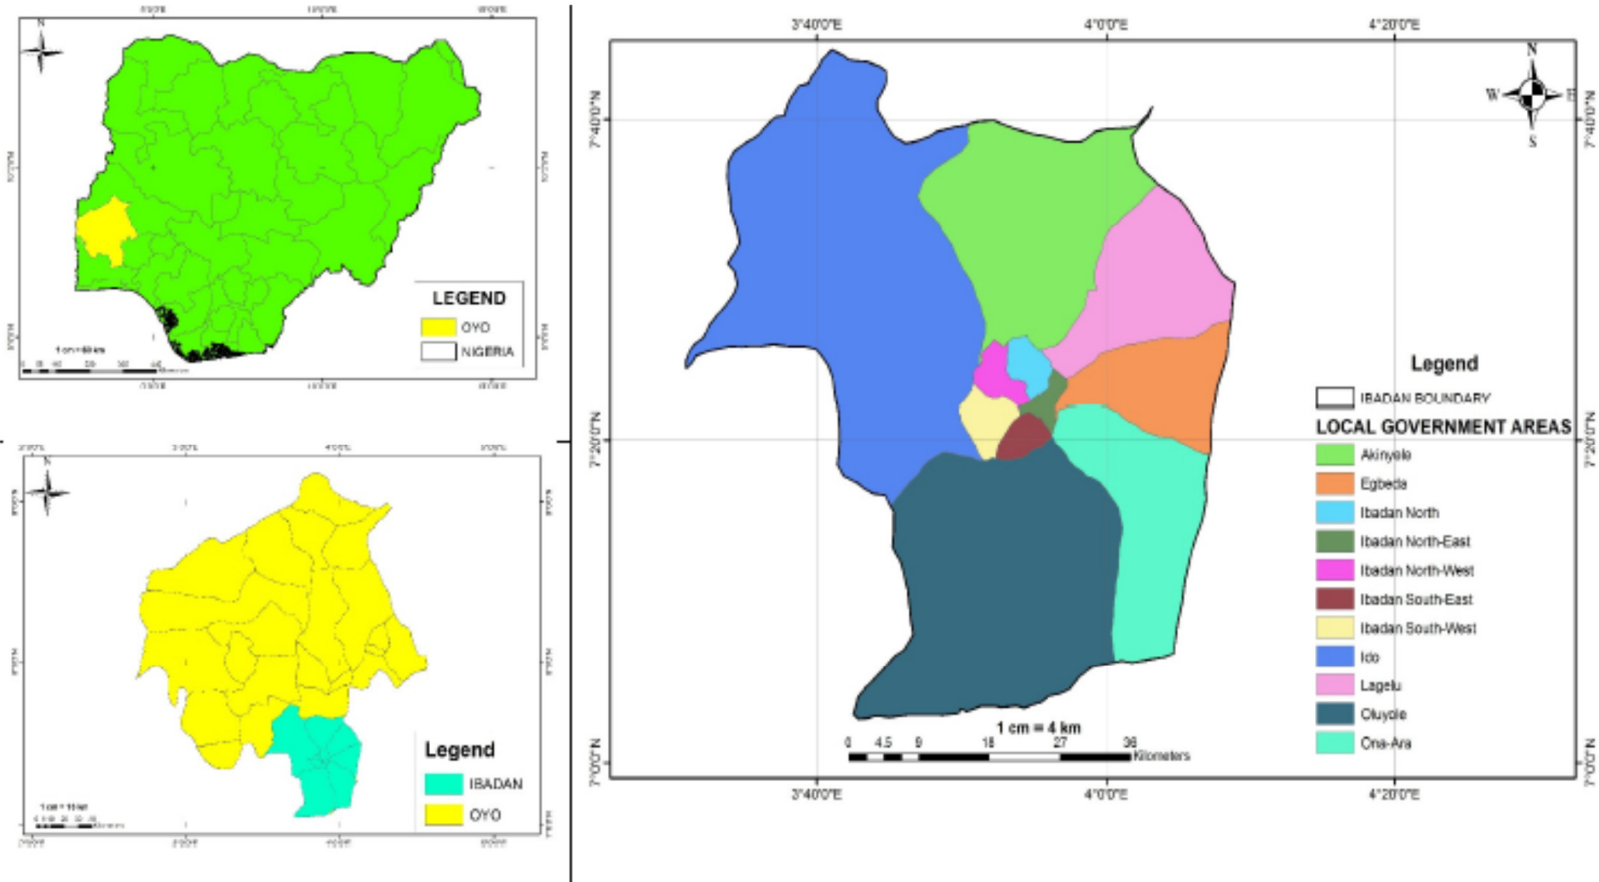 N
LEGEND
OYO
NIGERIA
N
Legend
IBADAN
OYO
3°40'0"E 4°0'0"E 4°20'0"E
N
W E
S
7°40'0"N 7°40'0"N
7°20'0"N 7°20'0"N
7°0'0"N 7°0'0"N
Legend
IBADAN BOUNDARY
LOCAL GOVERNMENT AREAS
Akinyele
Egbeda
Ibadan North
Ibadan North-East
Ibadan North-West
Ibadan South-East
Ibadan South-West
Ido
Lagelu
Oluyole
Ona-Ara
1 cm = 4 km
0 4.5 9 18 27 36
Kilometers
3°40'0"E 4°0'0"E 4°20'0"E